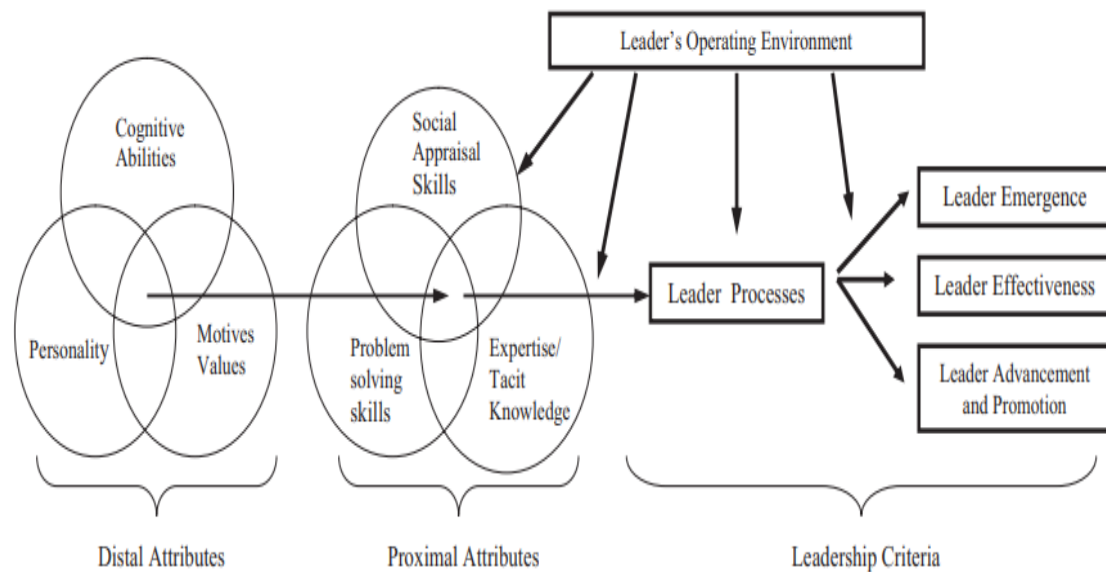 Leader's Operating Environment
Cognitive
Abilities
Social
Appraisal
Skills
Leader Emergence
Leader Processes
Leader Effectiveness
Personality
Motives
Values
Problem
solving
skills
Expertise/
Tacit
Knowledge
Leader Advancement
and Promotion
Distal Attributes
Proximal Attributes
Leadership Criteria